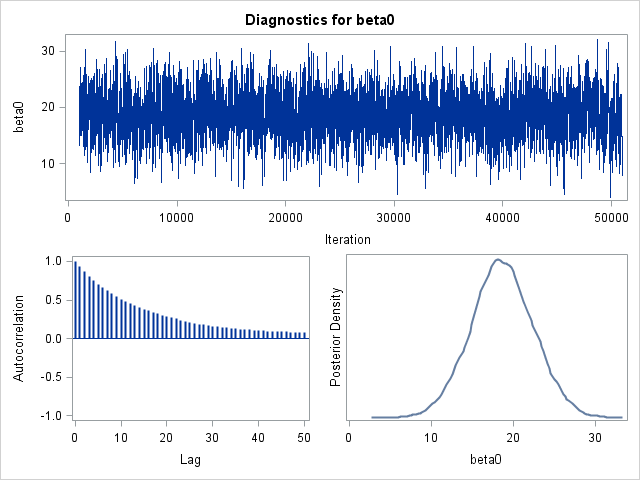 Diagnostics for beta0
30
20
10
beta0
0 10000 20000 30000 40000 50000
Iteration
1.0
0.5
0.0
-0.5
-1.0
Autocorrelation
0 10 20 30 40 50
Lag
Posterior Density
0 10 20 30
beta0